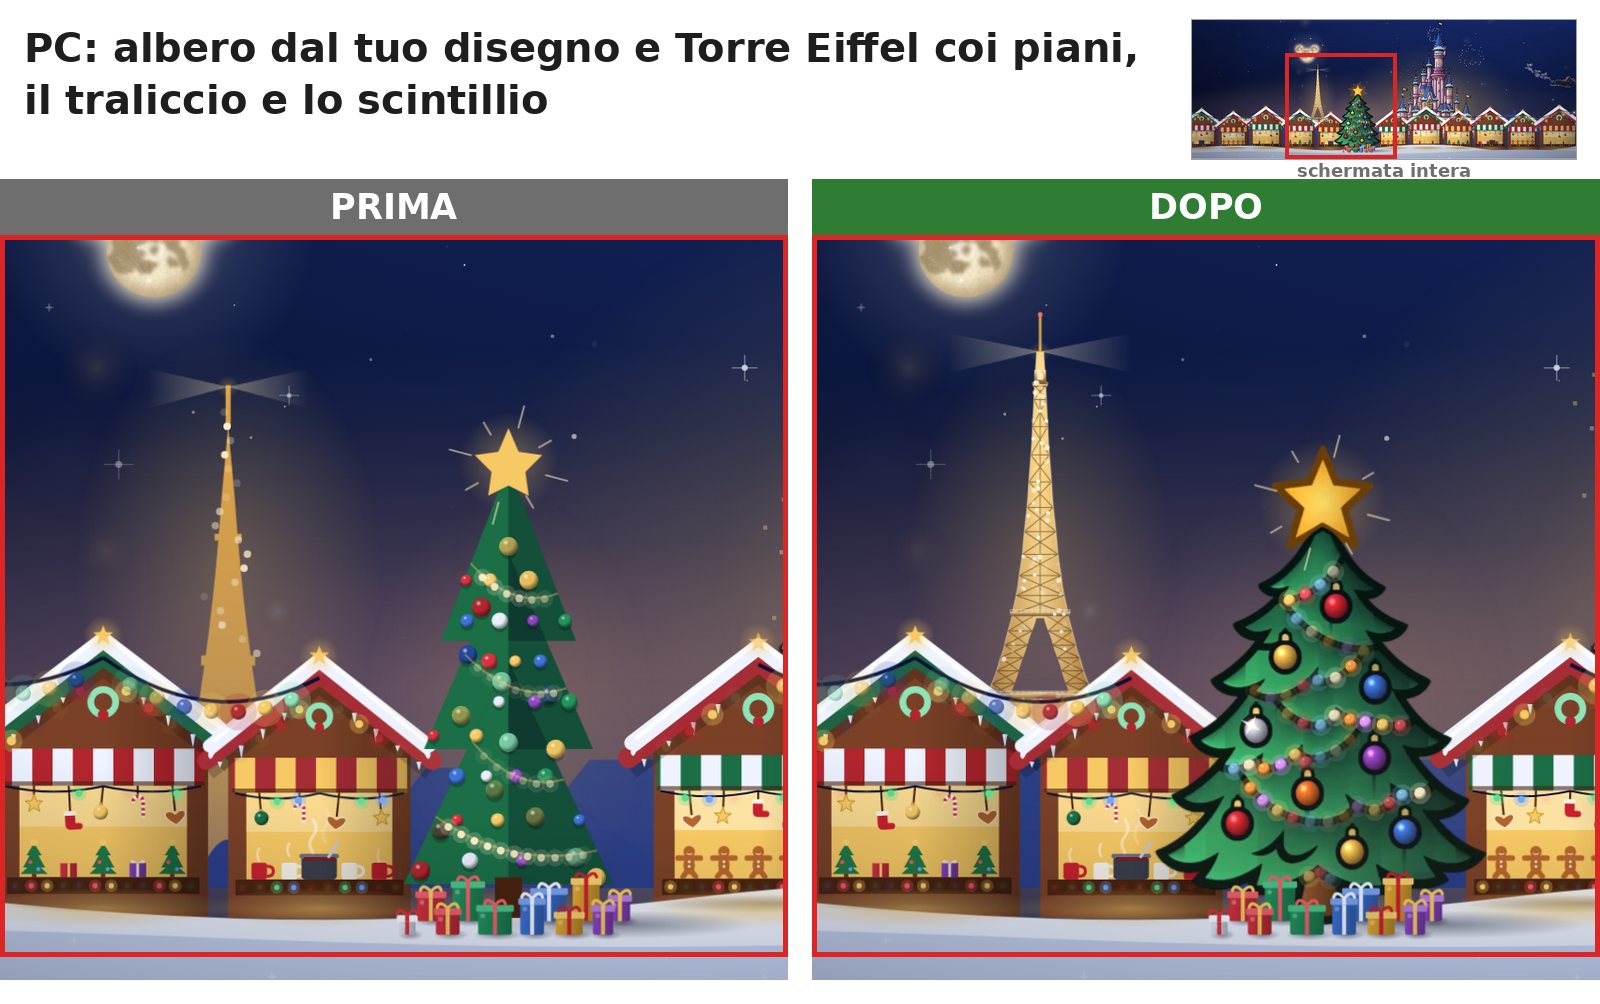 PC: albero dal tuo disegno e Torre Eiffel coi piani,
il traliccio e lo scintillio
schermata intera
PRIMA
DOPO